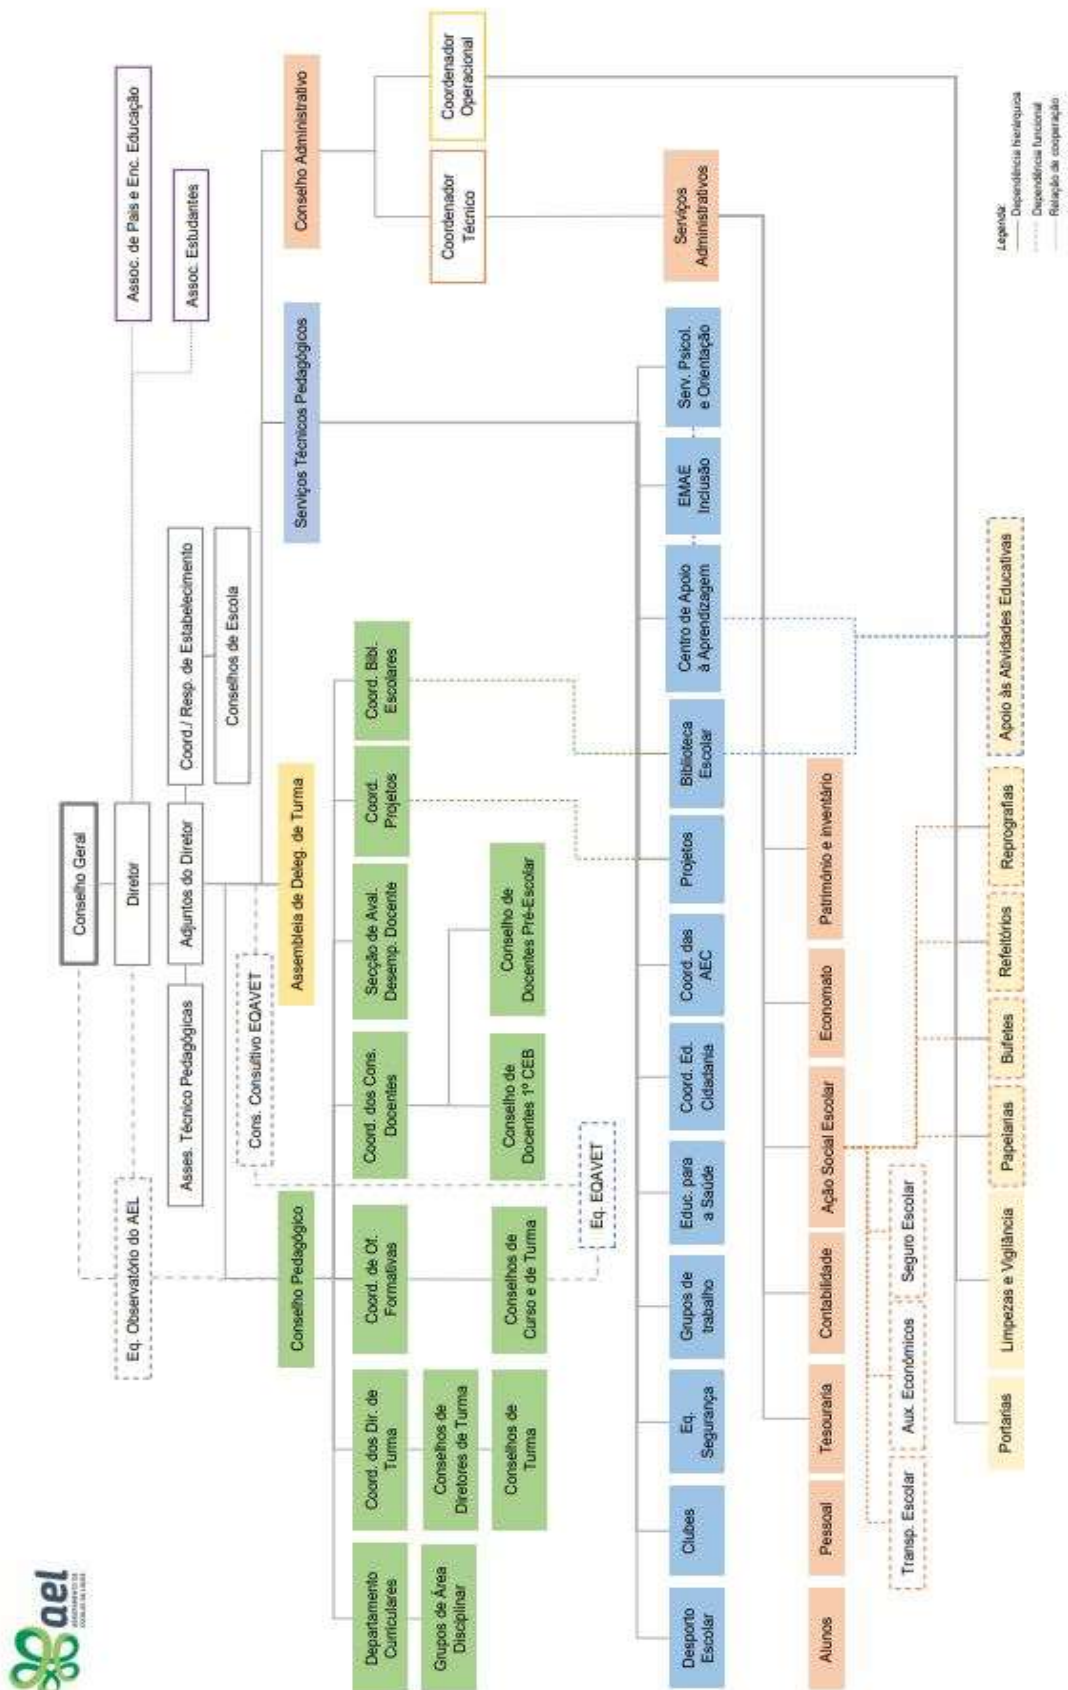 ael
Conselho Geral
Diretor
Eq. Observatório do AEL
Assoc. de Pais e Enc. Educação
Assoc. Estudantes
Asses. Técnico Pedagógicas
Adjuntos do Diretor
Coord./ Resp. de Estabelecimento
Conselhos de Escola
Cons. Consultivo EQAVET
Conselho Pedagógico
Assembleia de Deleg. de Turma
Serviços Técnicos Pedagógicos
Conselho Administrativo
Departamento
Curriculares
Coord. dos Dir. de
Turma
Coord. de Of.
Formativas
Coord. dos Cons.
Docentes
Secção de Aval.
Desemp. Docente
Coord.
Projetos
Coord. Bibl.
Escolares
Coordenador
Técnico
Coordenador
Operacional
Grupos de Área
Disciplinar
Conselhos de
Diretores de Turma
Conselhos de
Turma
Conselhos de
Curso e de Turma
Conselho de
Docentes 1º CEB
Conselho de
Docentes Pré-Escolar
Eq. EQAVET
Desporto
Escolar
Clubes
Eq.
Segurança
Grupos de
trabalho
Educ. para
a Saúde
Coord. Ed.
Cidadania
Coord. das
AEC
Projetos
Biblioteca
Escolar
Centro de Apoio
à Aprendizagem
EMAE
Inclusão
Serv. Psicol.
e Orientação
Serviços
Administrativos
Alunos
Pessoal
Tesouraria
Contabilidade
Ação Social Escolar
Economato
Património e inventário
Transp. Escolar
Aux. Económicos
Seguro Escolar
Portarias
Limpezas e Vigilância
Papelarias
Bufetes
Refeitórios
Reprografias
Apoio às Atividades Educativas
Legenda:
Dependência hierárquica
Dependência funcional
Relação de cooperação